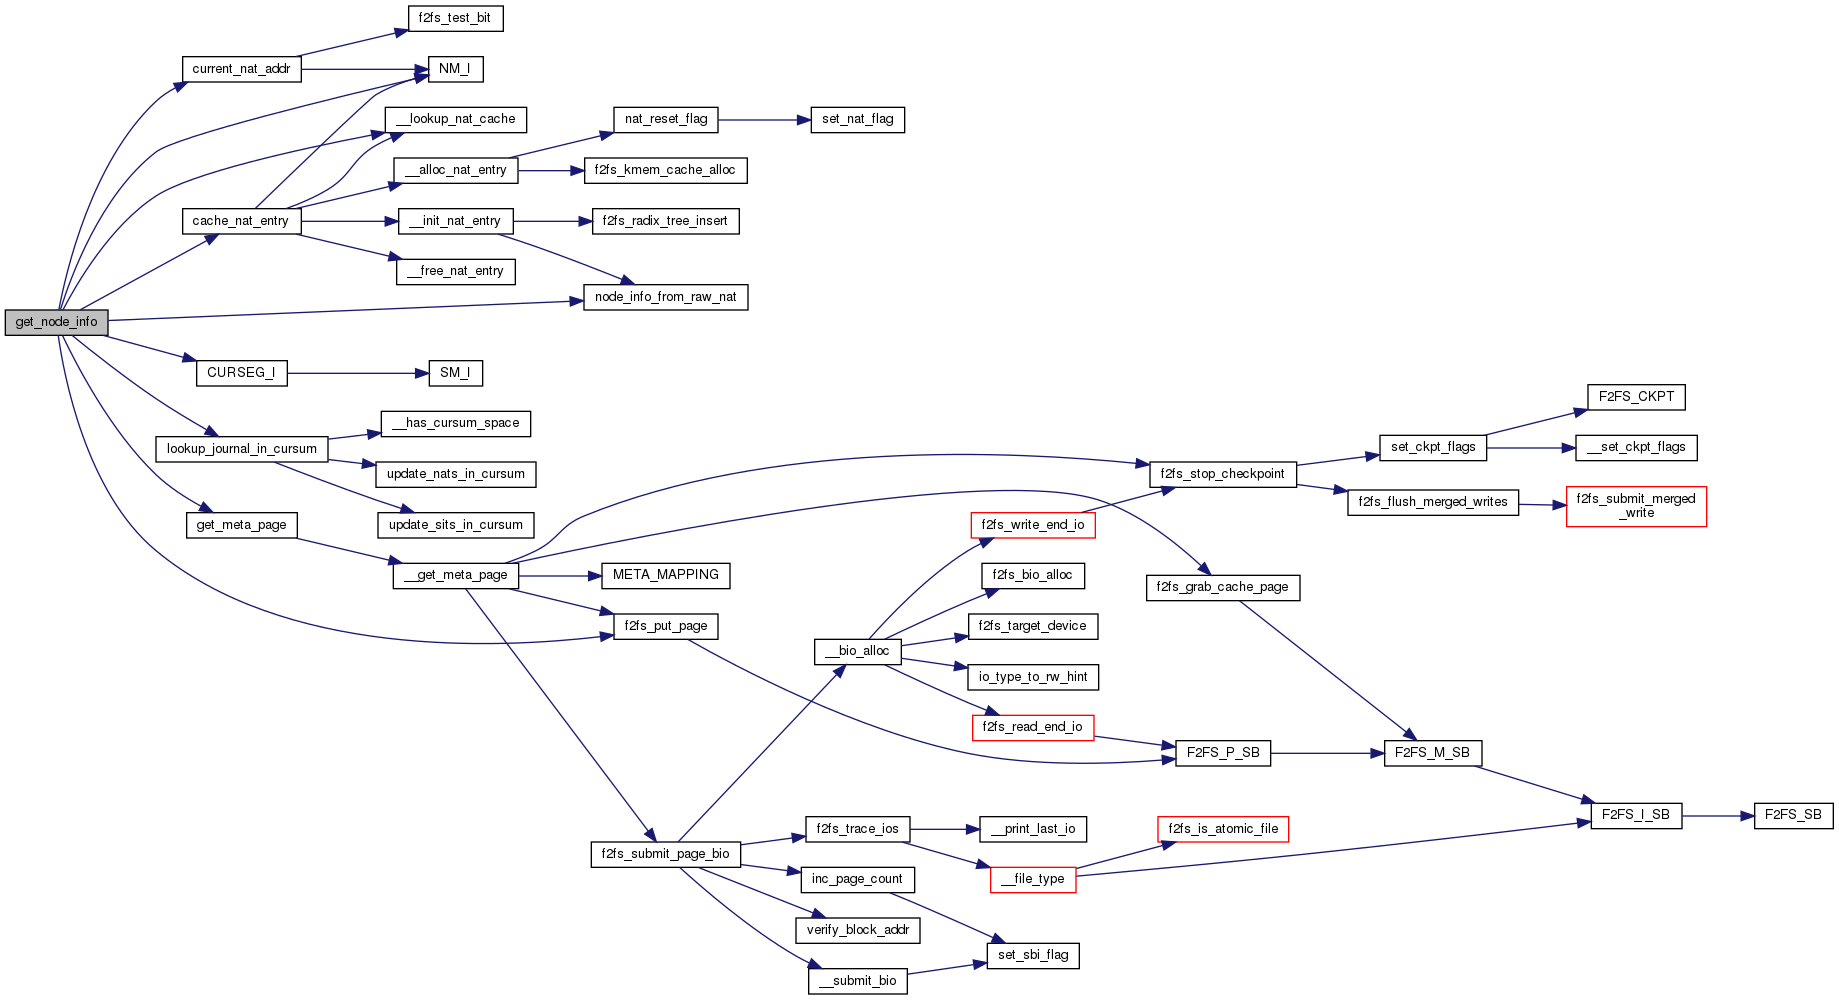 f2fs_test_bit
current_nat_addr
NM_I
__lookup_nat_cache
nat_reset_flag
set_nat_flag
__alloc_nat_entry
f2fs_kmem_cache_alloc
cache_nat_entry
__init_nat_entry
f2fs_radix_tree_insert
__free_nat_entry
node_info_from_raw_nat
get_node_info
CURSEG_I
SM_I
F2FS_CKPT
__has_cursum_space
lookup_journal_in_cursum
set_ckpt_flags
__set_ckpt_flags
update_nats_in_cursum
f2fs_stop_checkpoint
f2fs_flush_merged_writes
f2fs_submit_merged
_write
get_meta_page
update_sits_in_cursum
f2fs_write_end_io
__get_meta_page
META_MAPPING
f2fs_bio_alloc
f2fs_grab_cache_page
f2fs_put_page
f2fs_target_device
__bio_alloc
io_type_to_rw_hint
f2fs_read_end_io
F2FS_P_SB
F2FS_M_SB
F2FS_I_SB
F2FS_SB
f2fs_trace_ios
__print_last_io
f2fs_is_atomic_file
f2fs_submit_page_bio
inc_page_count
__file_type
verify_block_addr
set_sbi_flag
__submit_bio